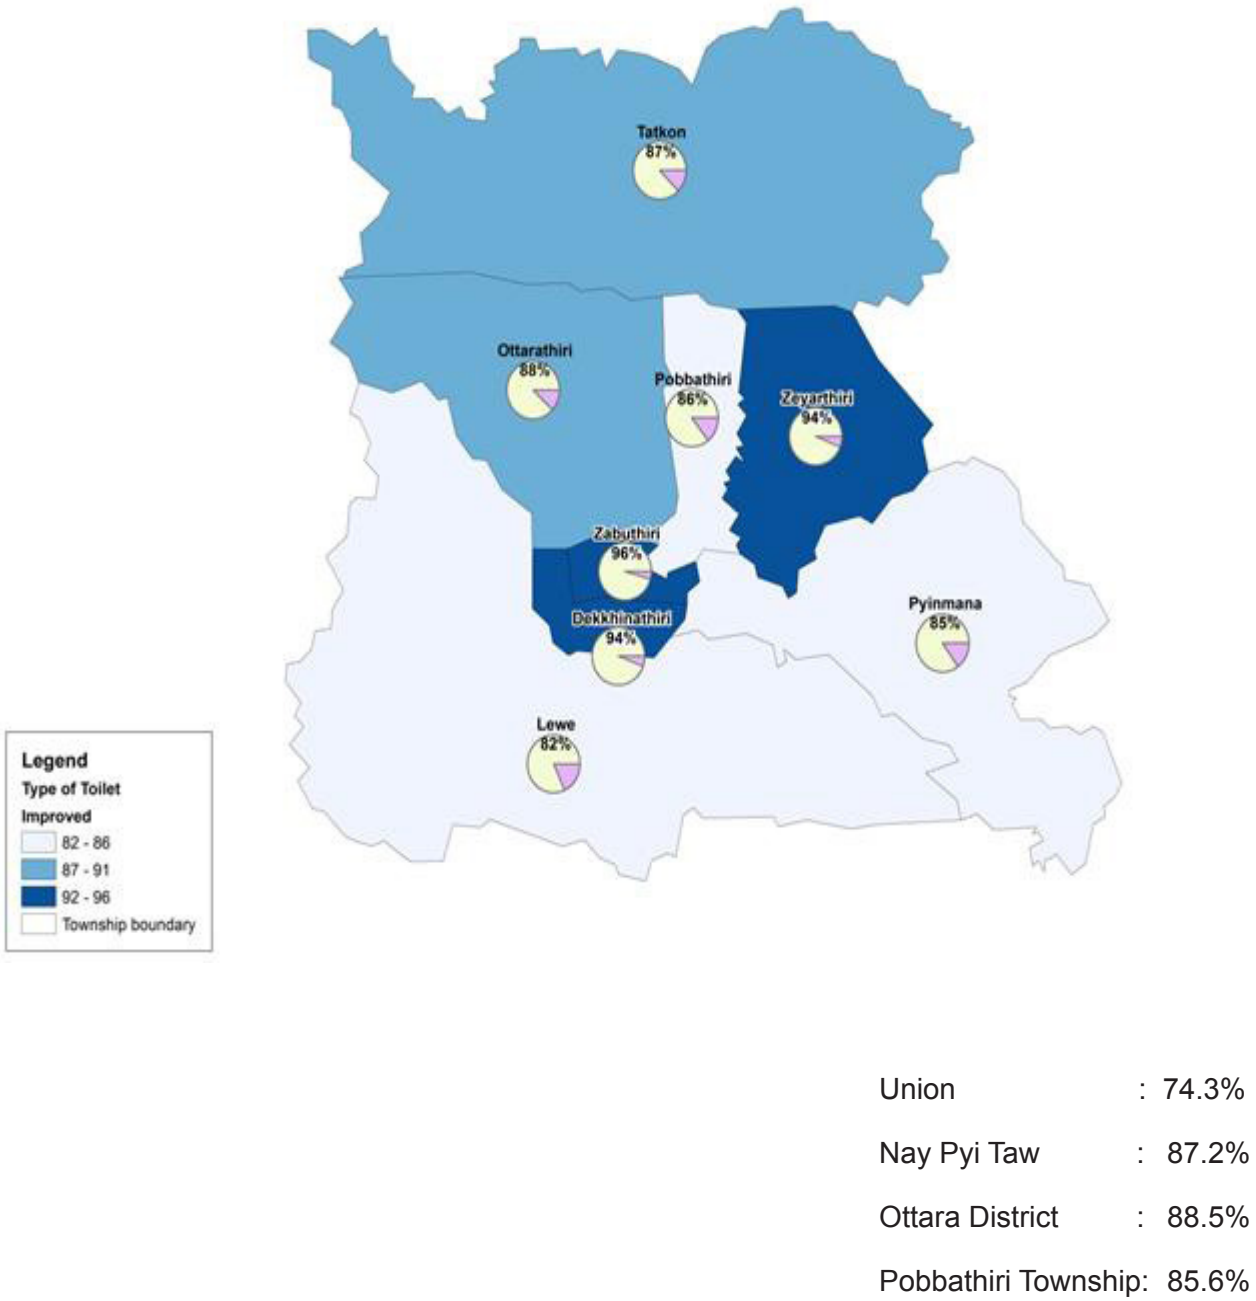 Tatkon
87%
Ottarathiri
88%
Pobbathiri
86%
Zeyarthiri
94%
Zabuthiri
96%
Dekkhinathiri
94%
Pyinmana
85%
Lewe
82%
Legend
Type of Toilet
Improved
82 - 86
87 - 91
92 - 96
Township boundary
Union : 74.3%
Nay Pyi Taw : 87.2%
Ottara District : 88.5%
Pobbathiri Township: 85.6%